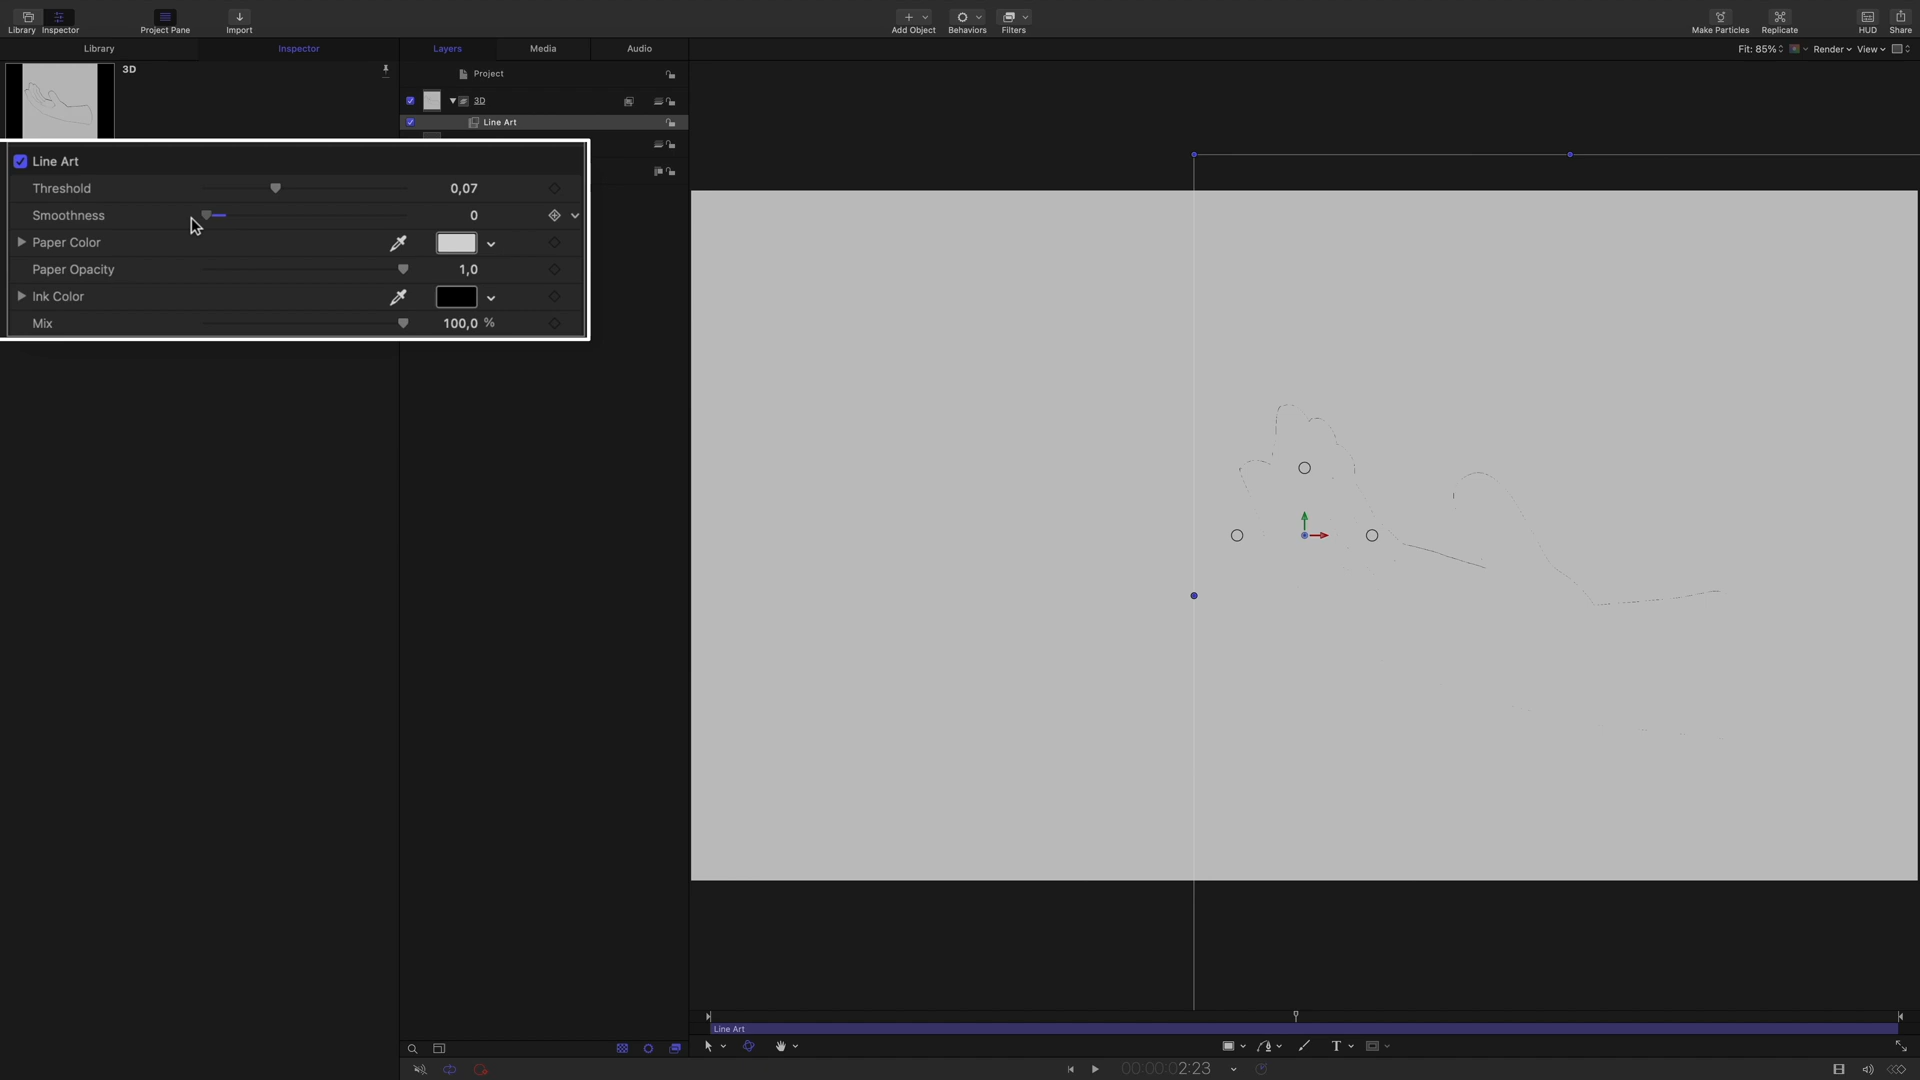 Library
Inspector
Project Pane
Import
Add Object
Behaviors
Filters
Make Particles
Replicate
HUD
Share
Library
Inspector
Layers
Media
Audio
Fit: 85%
Render
View
3D
Project
3D
Line Art
Line Art
Threshold 0,07
Smoothness 0
Paper Color
Paper Opacity 1,0
Ink Color
Mix 100,0 %
Line Art
T
00:00:02:23